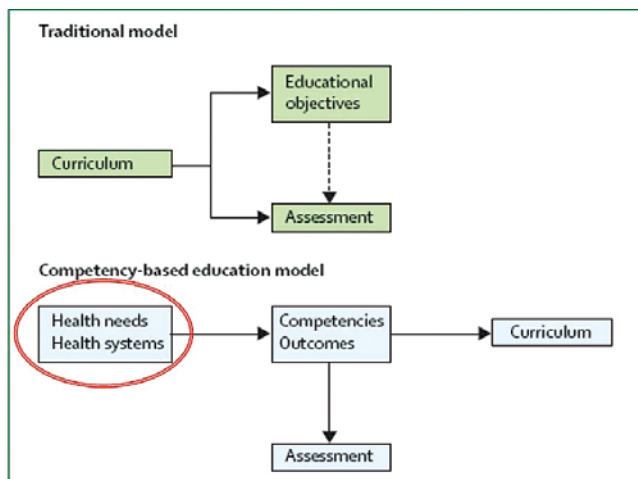 Traditional model
Educational
objectives
Curriculum
Assessment
Competency-based education model
Health needs
Health systems
Competencies
Outcomes
Curriculum
Assessment